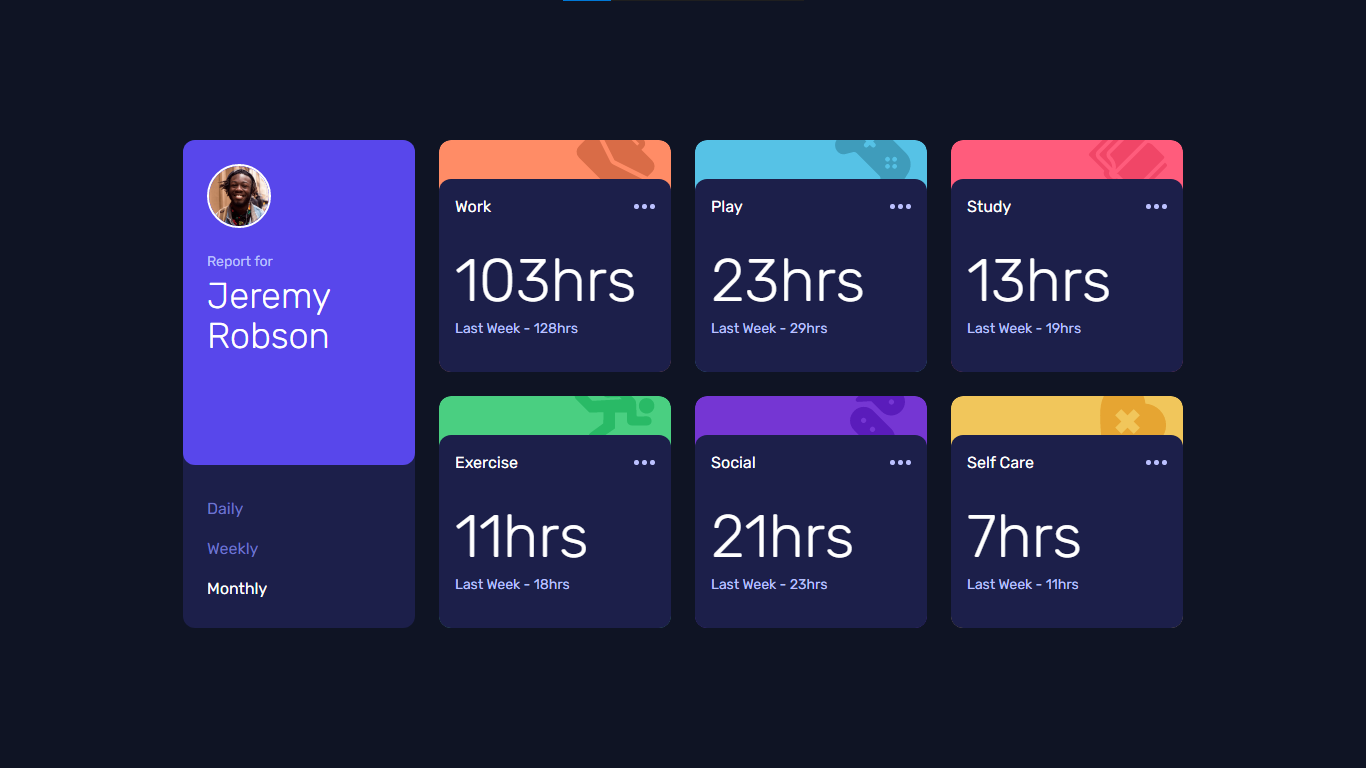 Report for
Jeremy
Robson
Daily
Weekly
Monthly
Work
103hrs
Last Week - 128hrs
Play
23hrs
Last Week - 29hrs
Study
13hrs
Last Week - 19hrs
Exercise
11hrs
Last Week - 18hrs
Social
21hrs
Last Week - 23hrs
Self Care
7hrs
Last Week - 11hrs